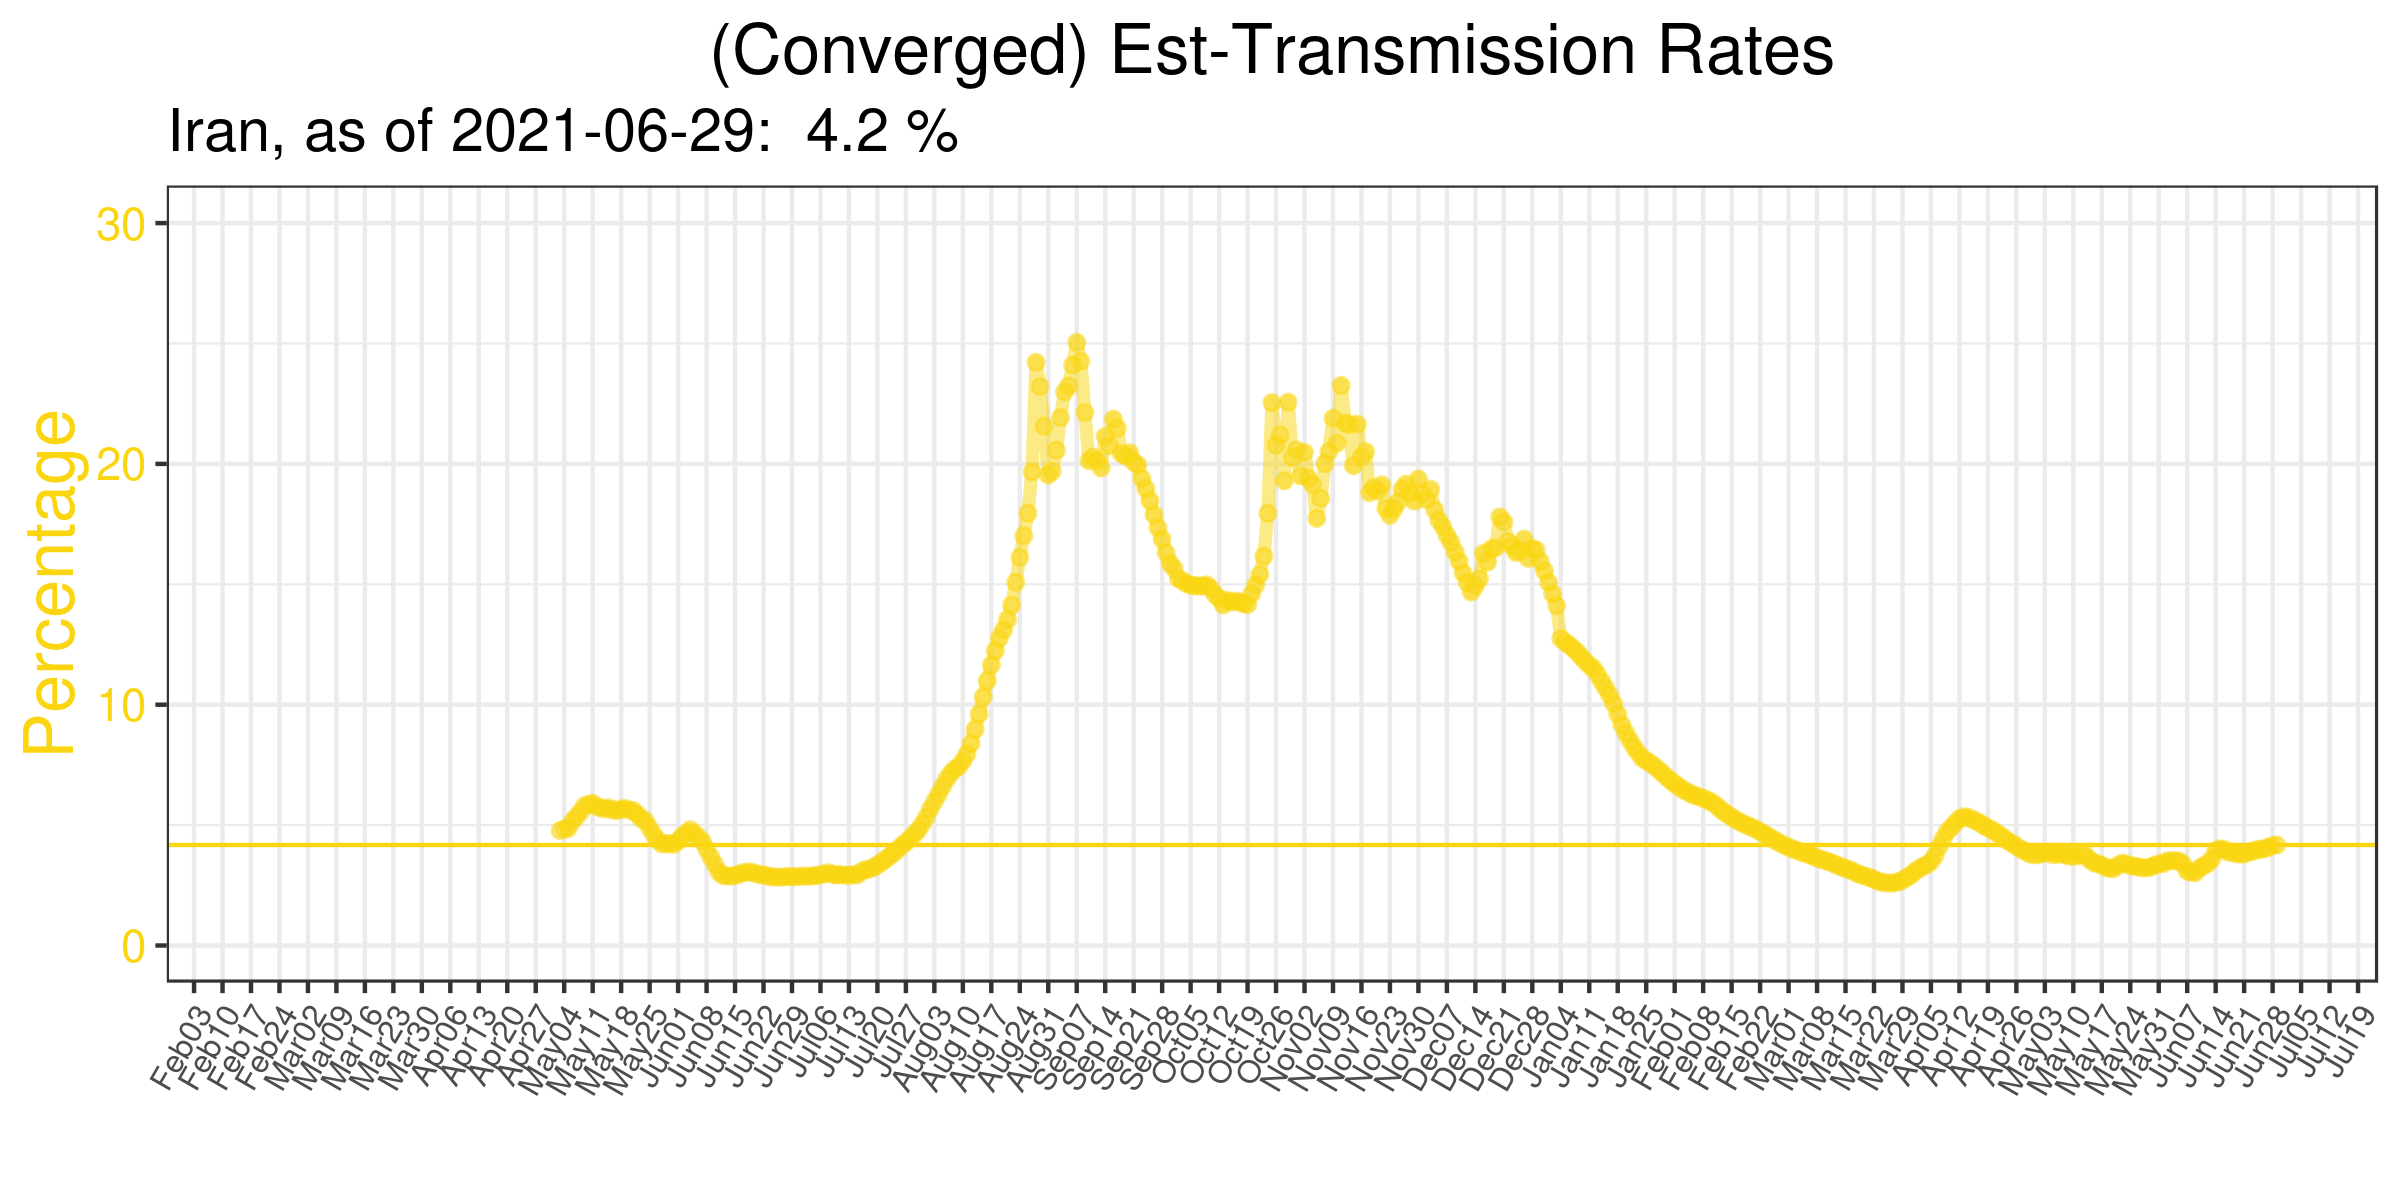 (Converged) Est-Transmission Rates
Iran, as of 2021-06-29:  4.2 %
Percentage
30
20
10
0
Feb03
Feb10
Feb17
Feb24
Mar02
Mar09
Mar16
Mar23
Mar30
Apr06
Apr13
Apr20
Apr27
May04
May11
May18
May25
Jun01
Jun08
Jun15
Jun22
Jun29
Jul06
Jul13
Jul20
Jul27
Aug03
Aug10
Aug17
Aug24
Aug31
Sep07
Sep14
Sep21
Sep28
Oct05
Oct12
Oct19
Oct26
Nov02
Nov09
Nov16
Nov23
Nov30
Dec07
Dec14
Dec21
Dec28
Jan04
Jan11
Jan18
Jan25
Feb01
Feb08
Feb15
Feb22
Mar01
Mar08
Mar15
Mar22
Mar29
Apr05
Apr12
Apr19
Apr26
May03
May10
May17
May24
May31
Jun07
Jun14
Jun21
Jun28
Jul05
Jul12
Jul19